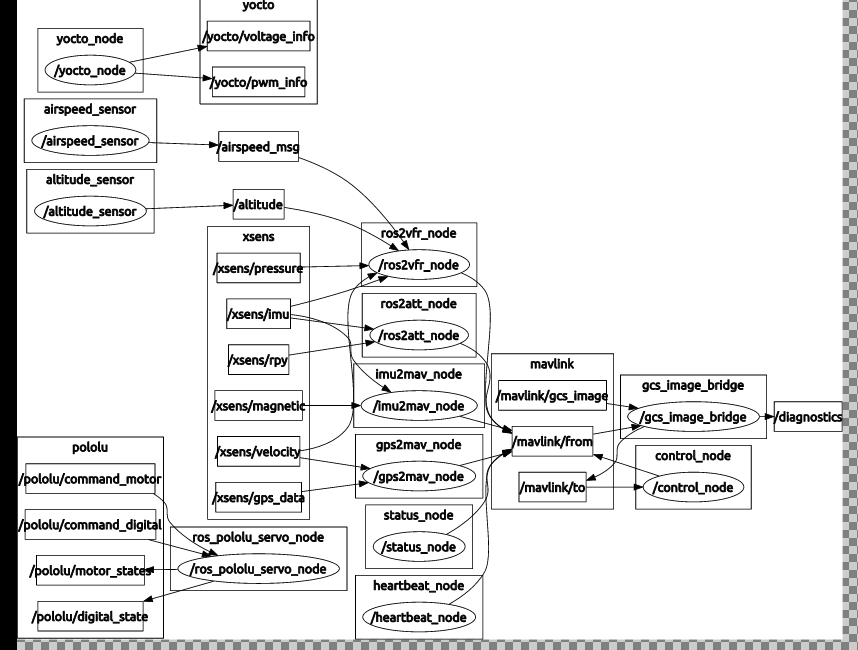 yocto
yocto_node
/yocto_node
/yocto/voltage_info
/yocto/pwm_info
airspeed_sensor
/airspeed_sensor
/airspeed_msg
altitude_sensor
/altitude_sensor
/altitude
xsens
/xsens/pressure
/xsens/imu
/xsens/rpy
/xsens/magnetic
/xsens/velocity
/xsens/gps_data
ros2vfr_node
/ros2vfr_node
ros2att_node
/ros2att_node
imu2mav_node
/imu2mav_node
gps2mav_node
/gps2mav_node
status_node
/status_node
heartbeat_node
/heartbeat_node
mavlink
/mavlink/gcs_image
/mavlink/from
/mavlink/to
gcs_image_bridge
/gcs_image_bridge
/diagnostics
control_node
/control_node
pololu
/pololu/command_motor
/pololu/command_digital
/pololu/motor_states
/pololu/digital_state
ros_pololu_servo_node
/ros_pololu_servo_node